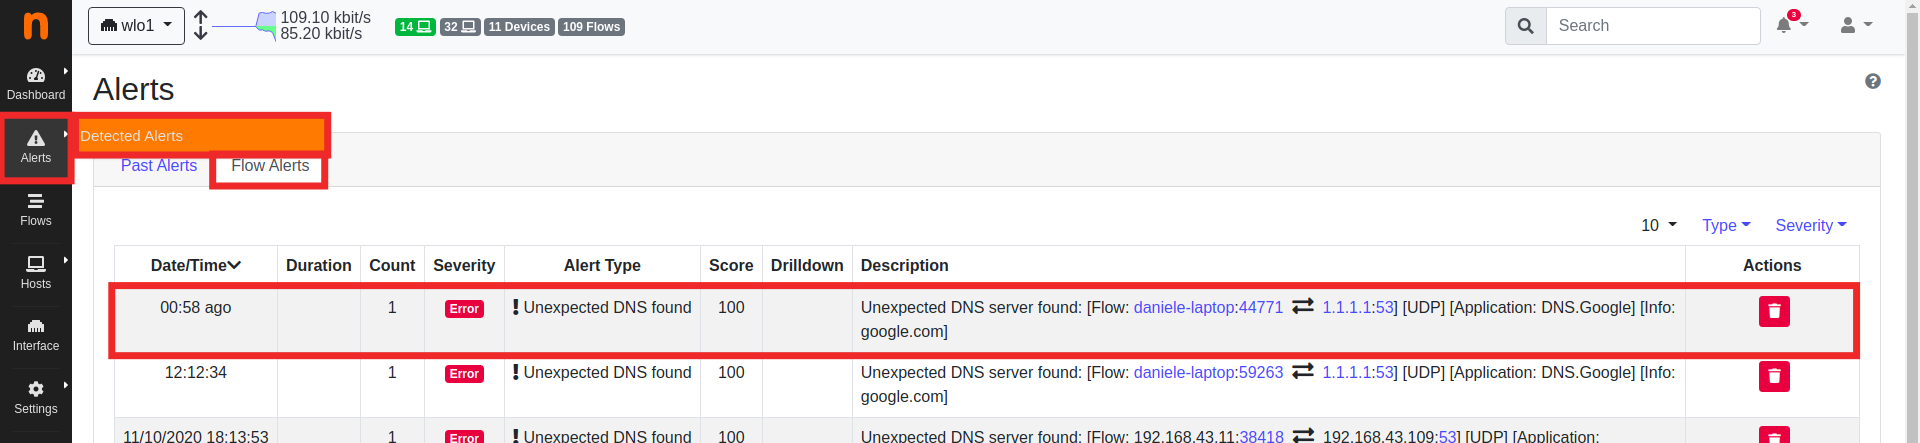 n
wlo1
109.10 kbit/s
85.20 kbit/s
14
32
11 Devices
109 Flows
Search
3
Dashboard
Alerts
Flows
Hosts
Interface
Settings
Alerts
Detected Alerts
Past Alerts
Flow Alerts
10
Type
Severity
Date/Time Duration Count Severity Alert Type Score Drilldown Description Actions
00:58 ago 1 Error ! Unexpected DNS found 100 Unexpected DNS server found: [Flow: daniele-laptop:44771 ⇄ 1.1.1.1:53] [UDP] [Application: DNS.Google] [Info:
google.com]
12:12:34 1 Error ! Unexpected DNS found 100 Unexpected DNS server found: [Flow: daniele-laptop:59263 ⇄ 1.1.1.1:53] [UDP] [Application: DNS.Google] [Info:
google.com]
11/10/2020 18:13:53 1 Error ! Unexpected DNS found 100 Unexpected DNS server found: [Flow: 192.168.43.11:38418 ⇄ 192.168.43.109:53] [UDP] [Application: